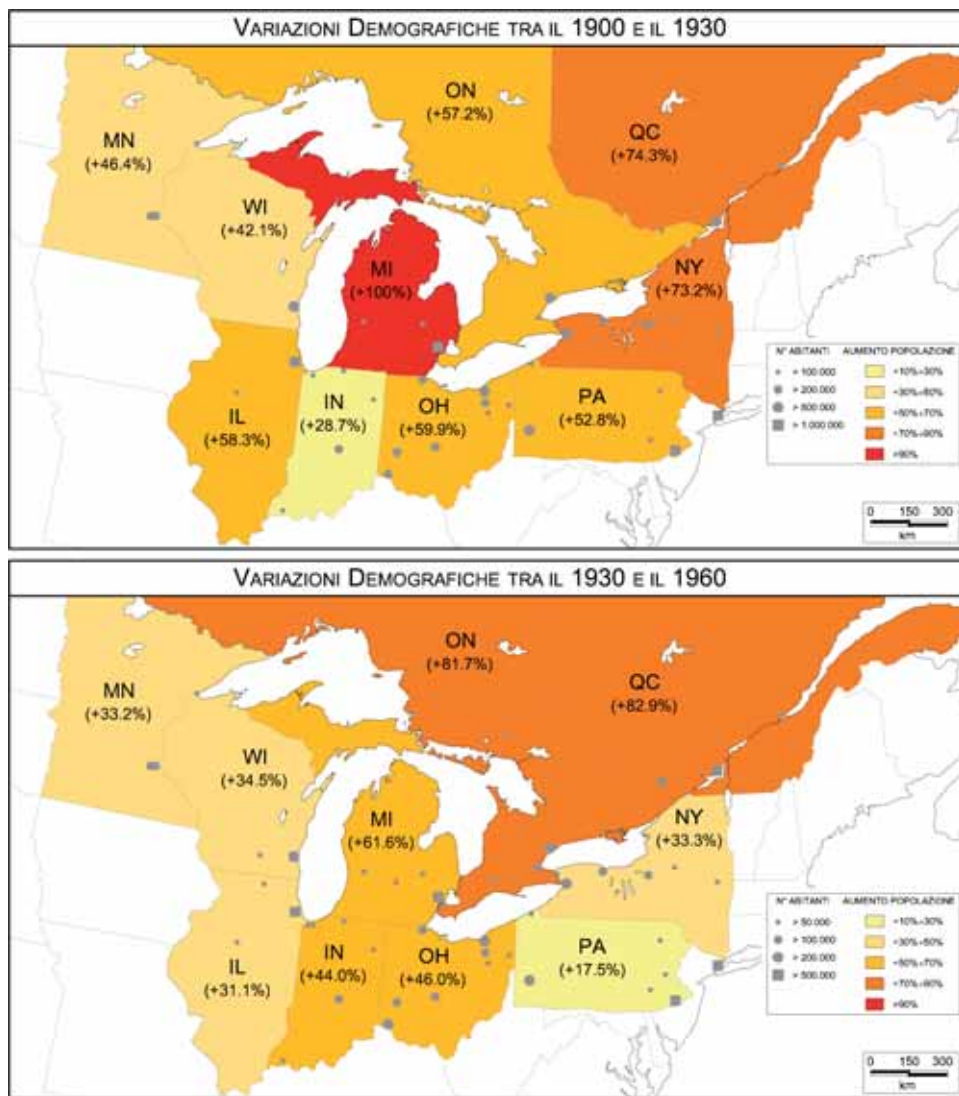 VARIAZIONI DEMOGRAFICHE TRA IL 1900 E IL 1930
ON
(+57.2%)
QC
(+74.3%)
MN
(+46.4%)
WI
(+42.1%)
MI
(+100%)
NY
(+73.2%)
IL
(+58.3%)
IN
(+28.7%)
OH
(+59.9%)
PA
(+52.8%)
N° ABITANTI AUMENTO POPOLAZIONE
> 100.000
> 200.000
> 500.000
> 1.000.000
>90%
0 150 300
km
VARIAZIONI DEMOGRAFICHE TRA IL 1930 E IL 1960
ON
(+81.7%)
QC
(+82.9%)
MN
(+33.2%)
WI
(+34.5%)
MI
(+61.6%)
NY
(+33.3%)
IL
(+31.1%)
IN
(+44.0%)
OH
(+46.0%)
PA
(+17.5%)
N° ABITANTI AUMENTO POPOLAZIONE
> 50.000
> 100.000
> 200.000
> 500.000
>90%
0 150 300
km